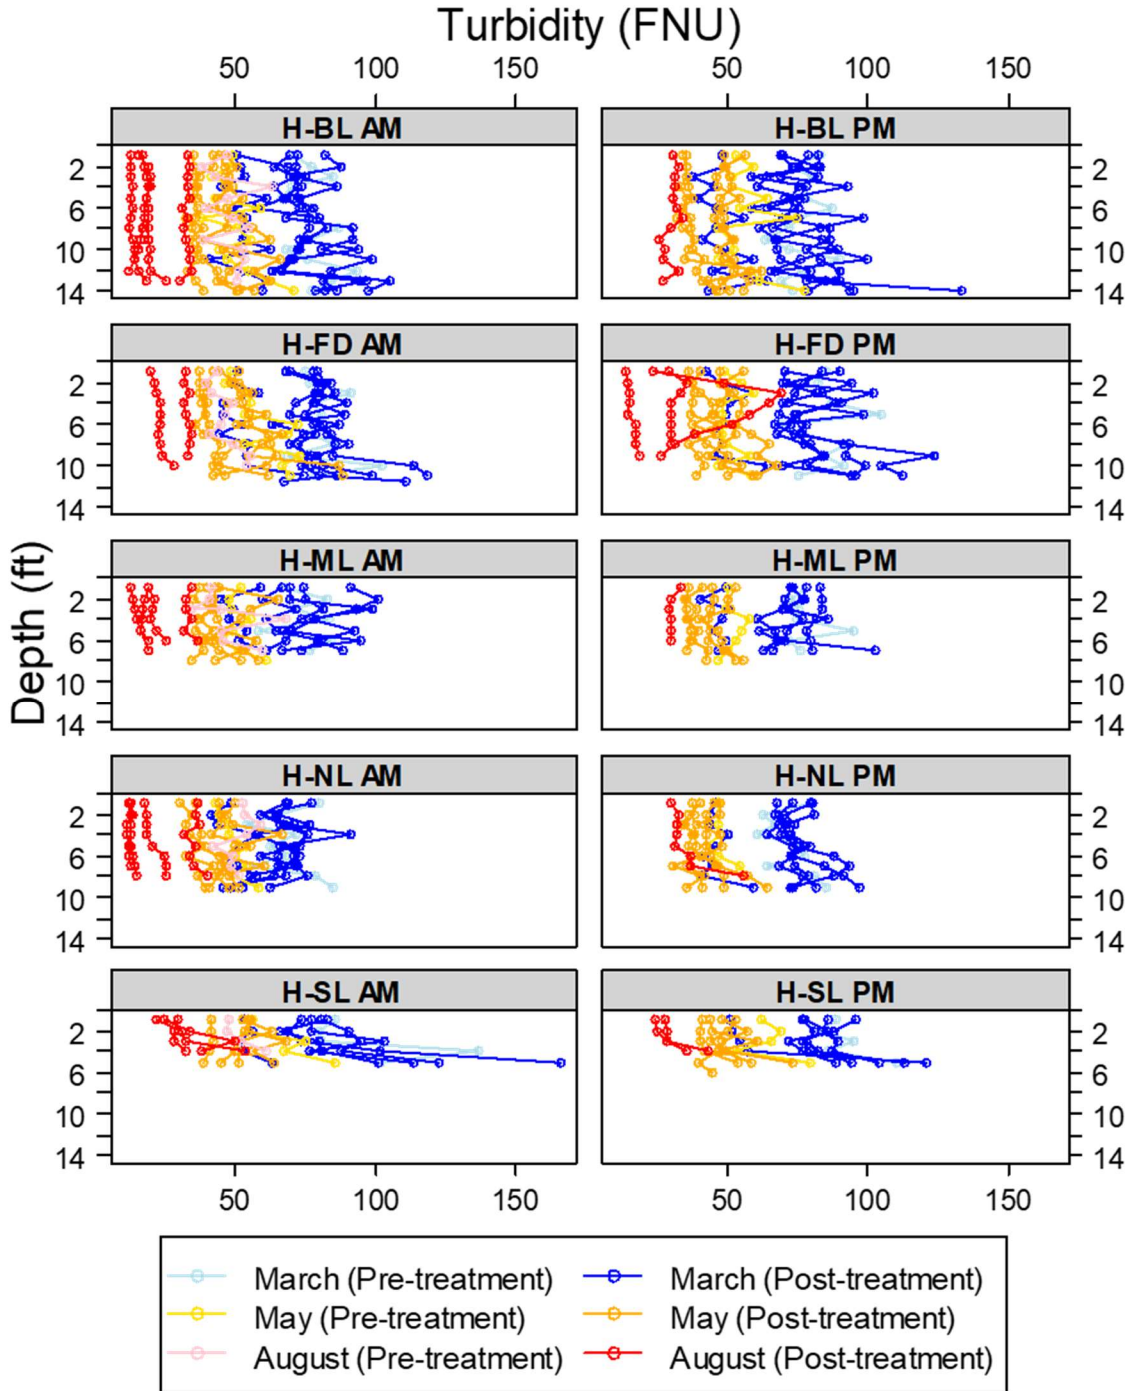 Turbidity (FNU)
50 100 150 50 100 150
H-BL AM H-BL PM
2 2
6 6
10 10
14 14
H-FD AM H-FD PM
2 2
6 6
10 10
14 14
H-ML AM H-ML PM
2 2
6 6
10 10
14 14
H-NL AM H-NL PM
2 2
6 6
10 10
14 14
H-SL AM H-SL PM
2 2
6 6
10 10
14 14
Depth (ft)
50 100 150 50 100 150
March (Pre-treatment) March (Post-treatment)
May (Pre-treatment) May (Post-treatment)
August (Pre-treatment) August (Post-treatment)